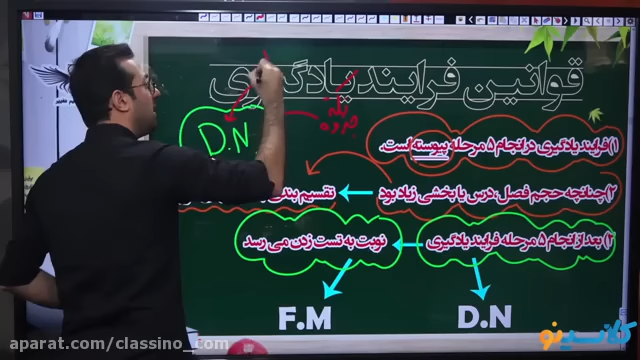 قوانین فرایند یادگیری
D.N
۱) فرایند یادگیری در انجام ۵ مرحله پیوسته است.
۲) چنانچه حجم فصل، درس یا بخشی زیاد بود تقسیم بندی
۳) بعد از انجام ۵ مرحله فرایند یادگیری نوبت به تست زدن می رسد
F.M D.N
کلاسینو
aparat.com/classino_com